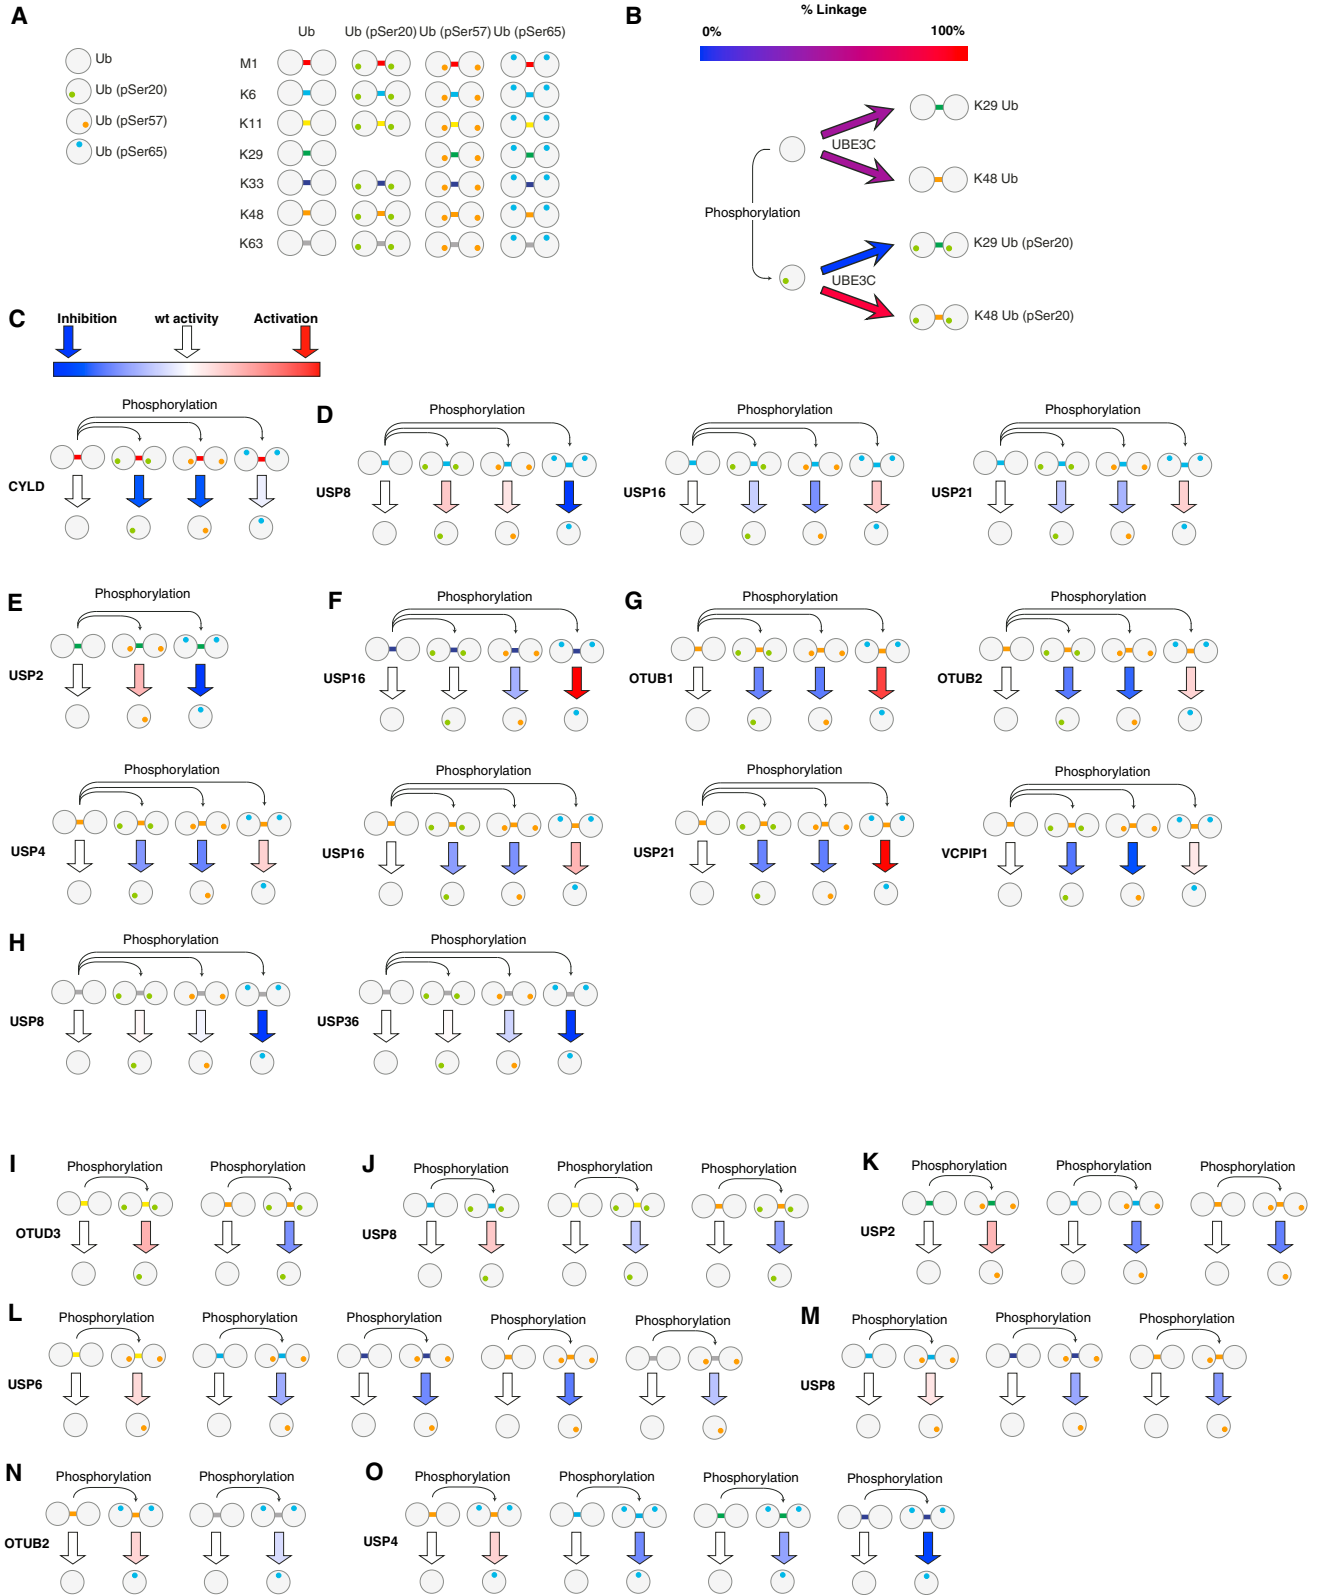 A
Ub
Ub (pSer20)
Ub (pSer57)
Ub (pSer65)
Ub Ub (pSer20) Ub (pSer57) Ub (pSer65)
M1
K6
K11
K29
K33
K48
K63
B
% Linkage
0% 100%
K29 Ub
UBE3C
K48 Ub
Phosphorylation
K29 Ub (pSer20)
UBE3C
K48 Ub (pSer20)
C
Inhibition wt activity Activation
Phosphorylation
CYLD
D
Phosphorylation
USP8
Phosphorylation
USP16
Phosphorylation
USP21
E
Phosphorylation
USP2
F
Phosphorylation
USP16
G
Phosphorylation
OTUB1
Phosphorylation
OTUB2
Phosphorylation
USP4
Phosphorylation
USP16
Phosphorylation
USP21
Phosphorylation
VCPIP1
H
Phosphorylation
USP8
Phosphorylation
USP36
I
Phosphorylation Phosphorylation
OTUD3
J
Phosphorylation Phosphorylation Phosphorylation
USP8
K
Phosphorylation Phosphorylation Phosphorylation
USP2
L
Phosphorylation Phosphorylation Phosphorylation Phosphorylation Phosphorylation
USP6
M
Phosphorylation Phosphorylation Phosphorylation
USP8
N
Phosphorylation Phosphorylation
OTUB2
O
Phosphorylation Phosphorylation Phosphorylation Phosphorylation
USP4